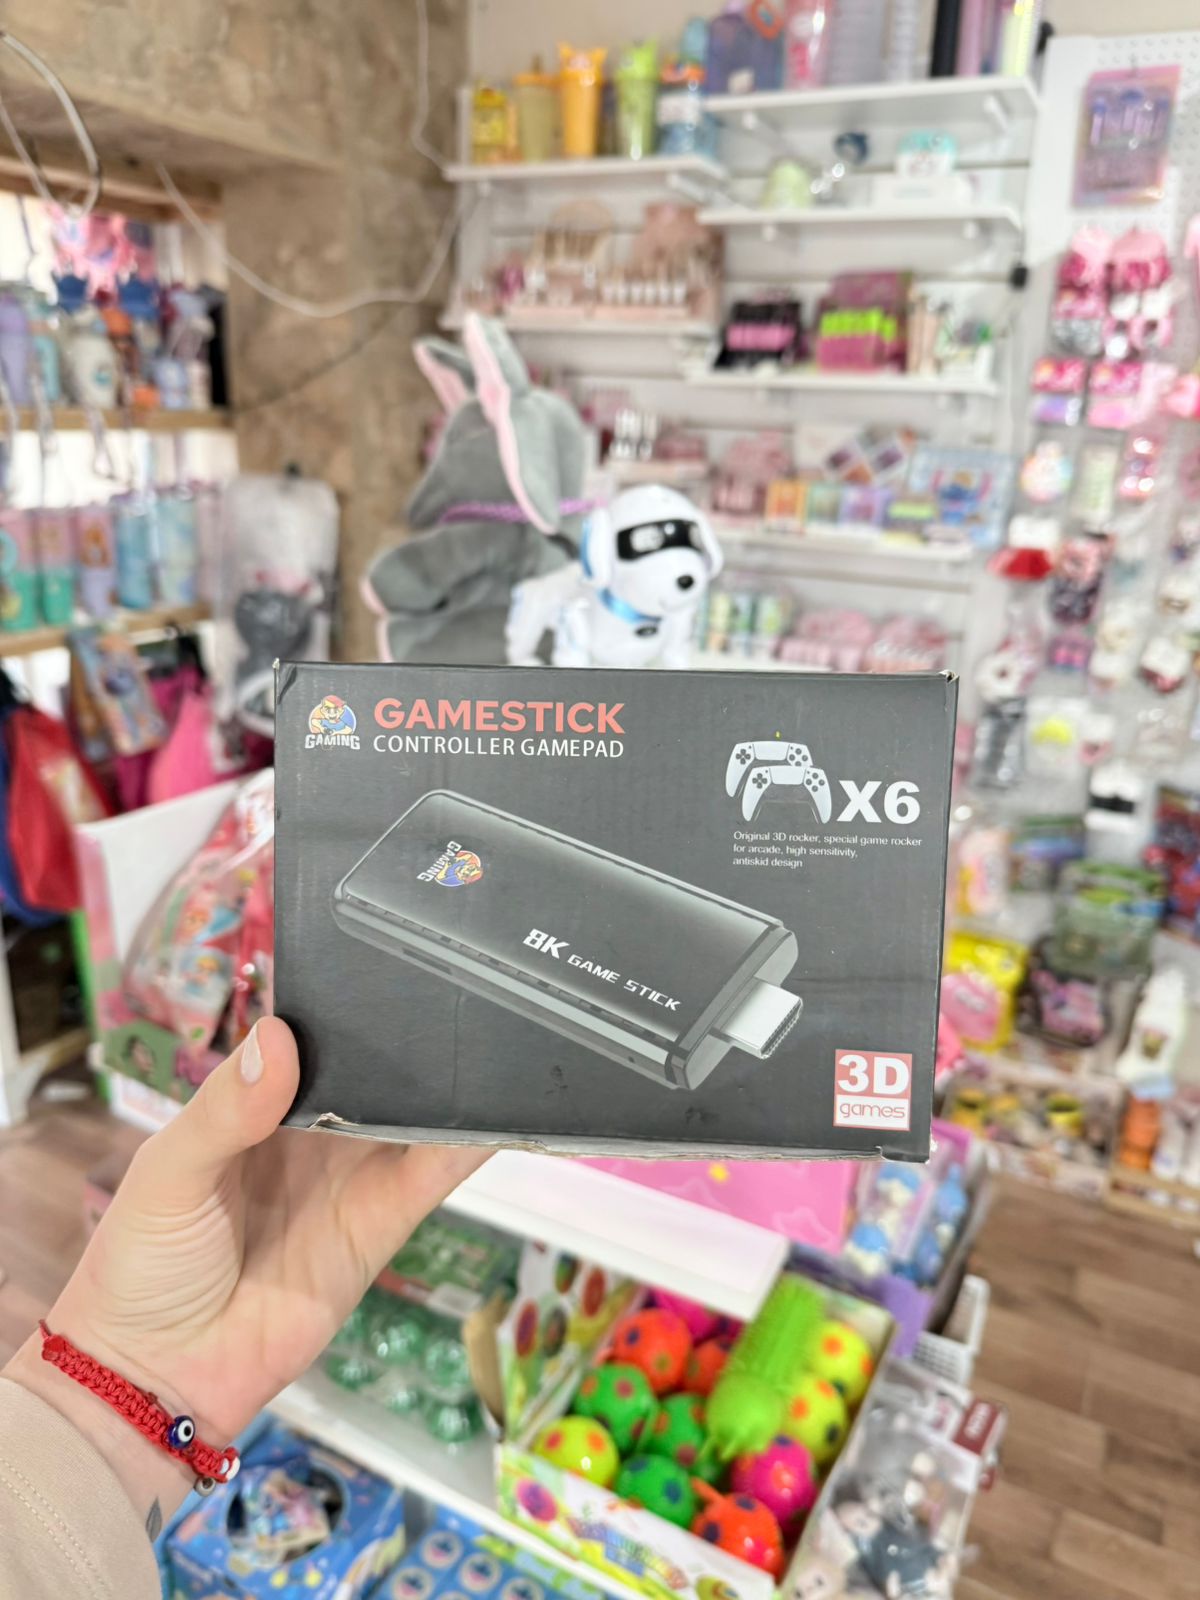 GAMING
GAMESTICK
CONTROLLER GAMEPAD
X6
Original 3D rocker, special game rocker
for arcade, high sensitivity,
antiskid design
GAMING
8K GAME STICK
3D
games